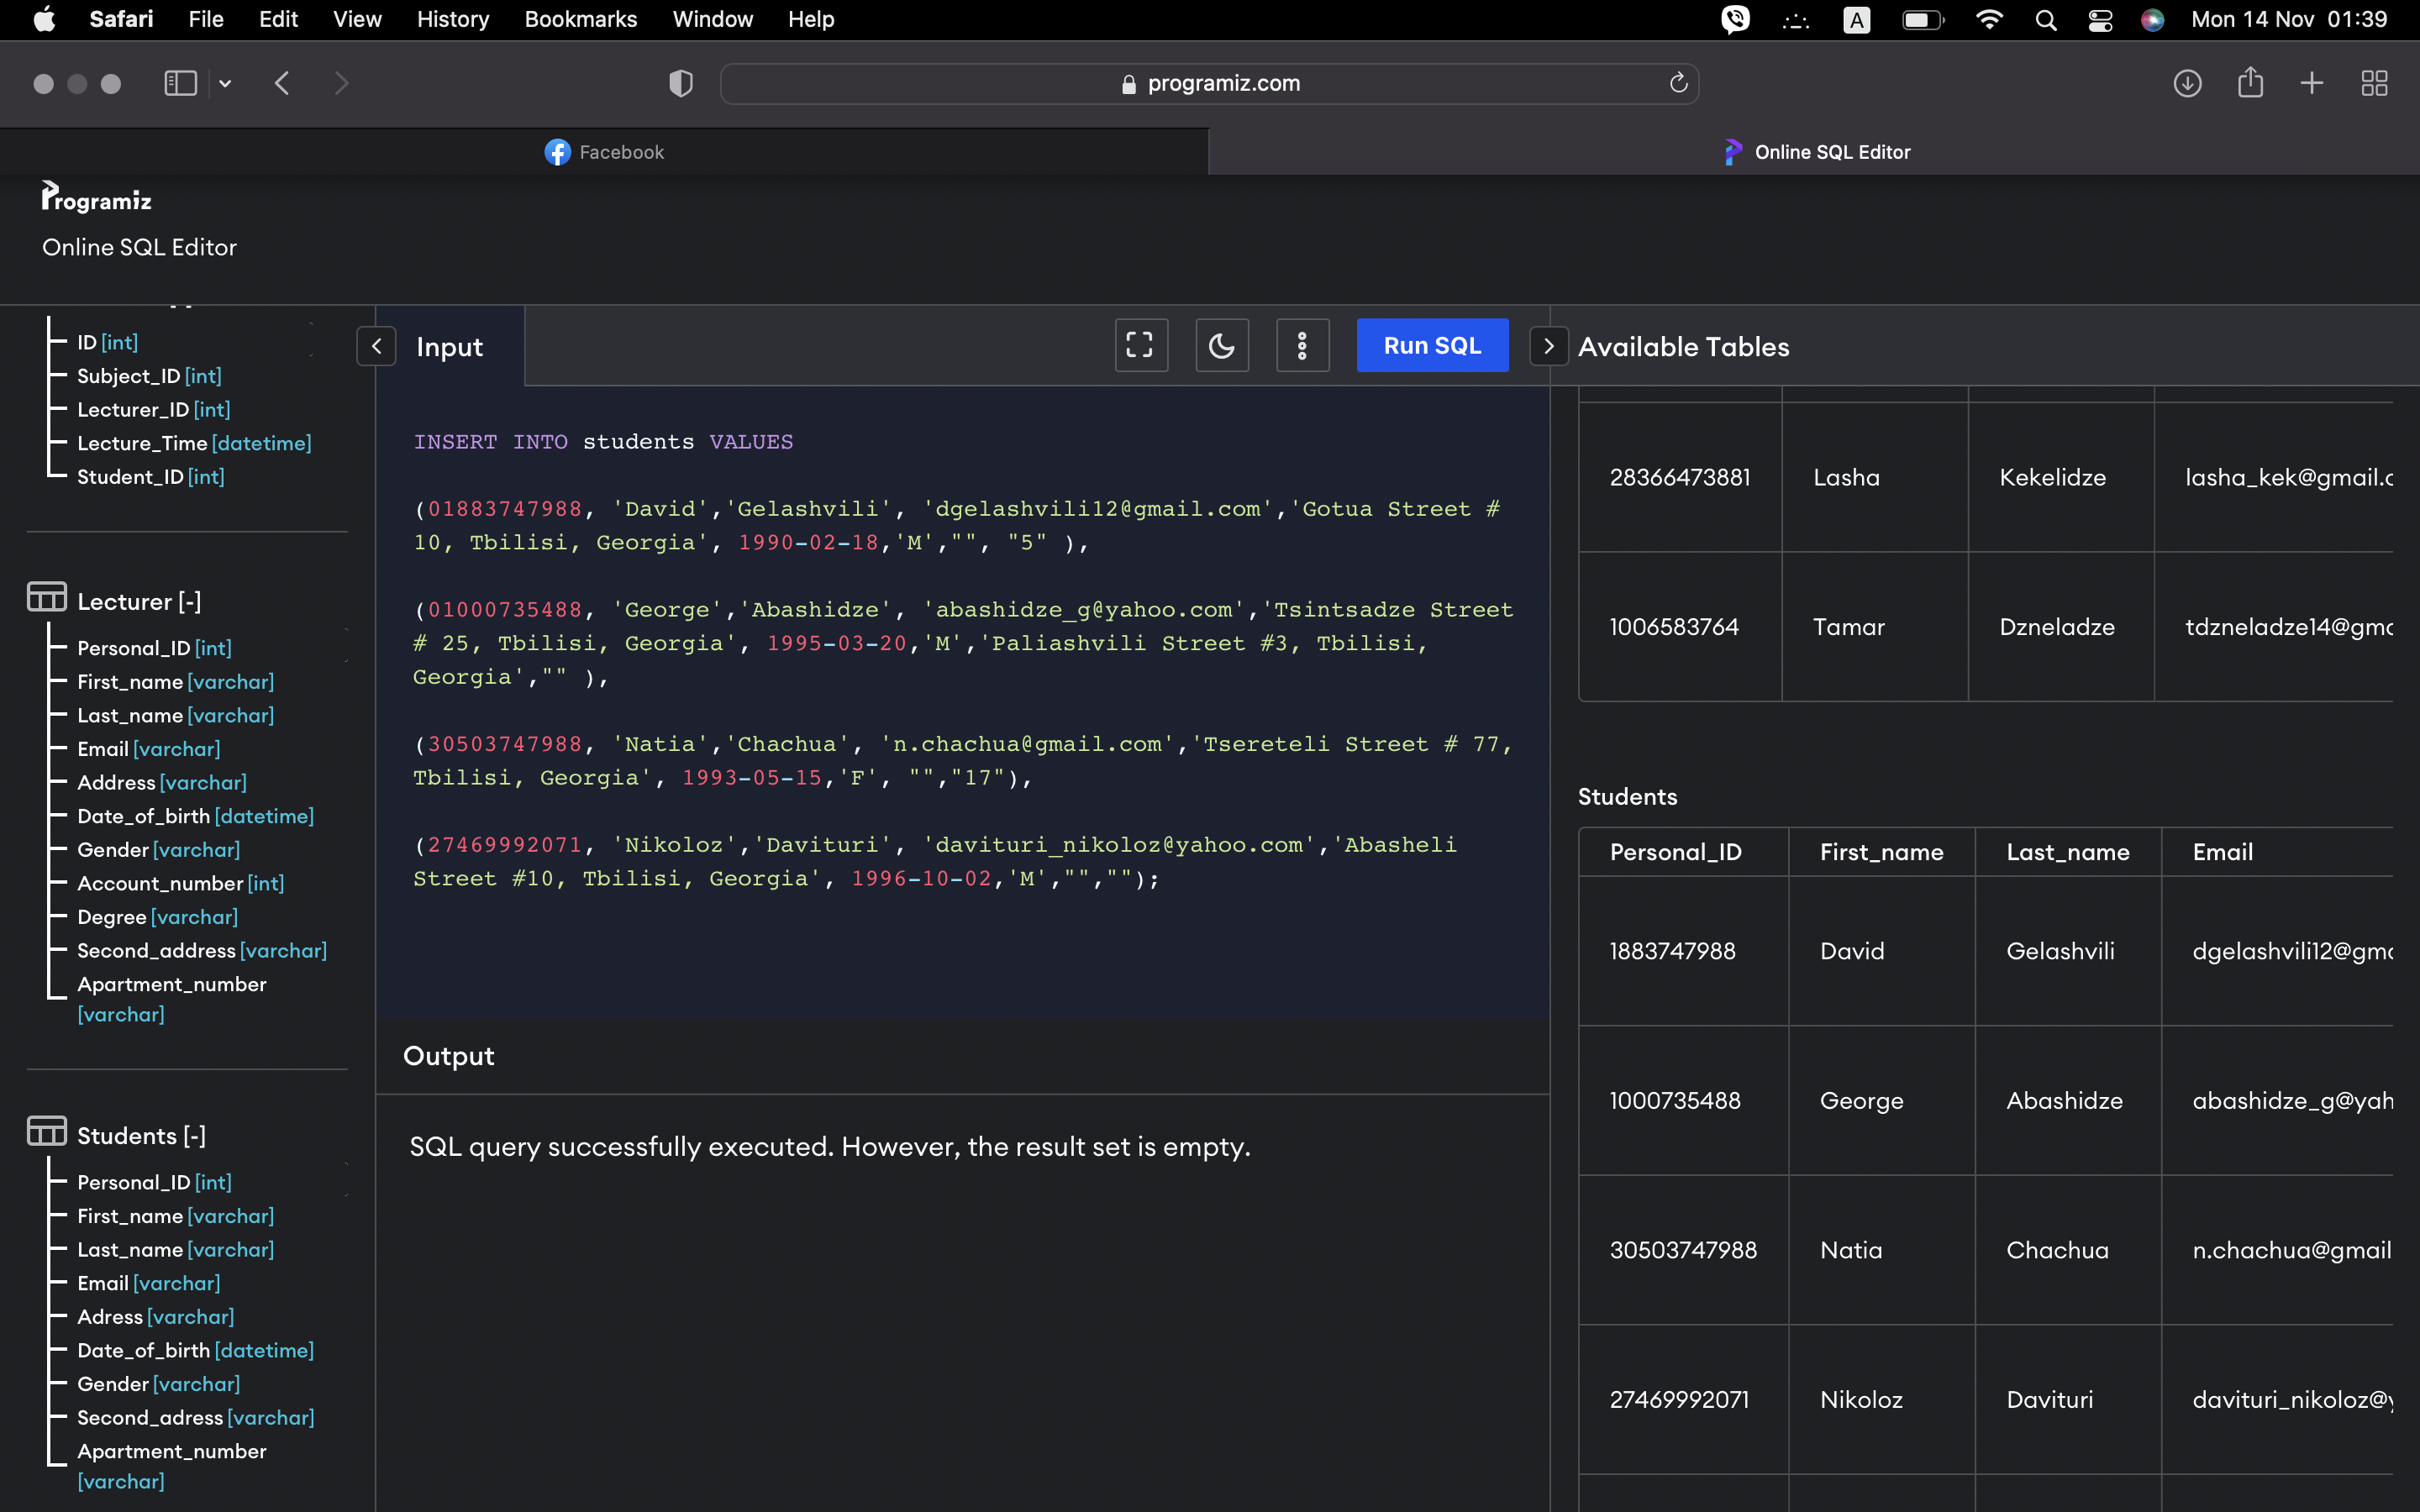 Safari File Edit View History Bookmarks Window Help
A
Mon 14 Nov 01:39
programiz.com
Facebook
Online SQL Editor
Programiz
Online SQL Editor
ID [int]
Subject_ID [int]
Lecturer_ID [int]
Lecture_Time [datetime]
Student_ID [int]
Lecturer [-]
Personal_ID [int]
First_name [varchar]
Last_name [varchar]
Email [varchar]
Address [varchar]
Date_of_birth [datetime]
Gender [varchar]
Account_number [int]
Degree [varchar]
Second_address [varchar]
Apartment_number
[varchar]
Students [-]
Personal_ID [int]
First_name [varchar]
Last_name [varchar]
Email [varchar]
Adress [varchar]
Date_of_birth [datetime]
Gender [varchar]
Second_adress [varchar]
Apartment_number
[varchar]
Input
Run SQL
INSERT INTO students VALUES
(01883747988, 'David','Gelashvili', 'dgelashvili12@gmail.com','Gotua Street #
10, Tbilisi, Georgia', 1990-02-18,'M',"", "5" ),
(01000735488, 'George','Abashidze', 'abashidze_g@yahoo.com','Tsintsadze Street
# 25, Tbilisi, Georgia', 1995-03-20,'M','Paliashvili Street #3, Tbilisi,
Georgia',"" ),
(30503747988, 'Natia','Chachua', 'n.chachua@gmail.com','Tsereteli Street # 77,
Tbilisi, Georgia', 1993-05-15,'F', "","17"),
(27469992071, 'Nikoloz','Davituri', 'davituri_nikoloz@yahoo.com','Abasheli
Street #10, Tbilisi, Georgia', 1996-10-02,'M',"","");
Output
SQL query successfully executed. However, the result set is empty.
Available Tables
28366473881 Lasha Kekelidze lasha_kek@gmail.c
1006583764 Tamar Dzneladze tdzneladze14@gmc
Students
Personal_ID First_name Last_name Email
1883747988 David Gelashvili dgelashvili12@gmc
1000735488 George Abashidze abashidze_g@yah
30503747988 Natia Chachua n.chachua@gmail
27469992071 Nikoloz Davituri davituri_nikoloz@y